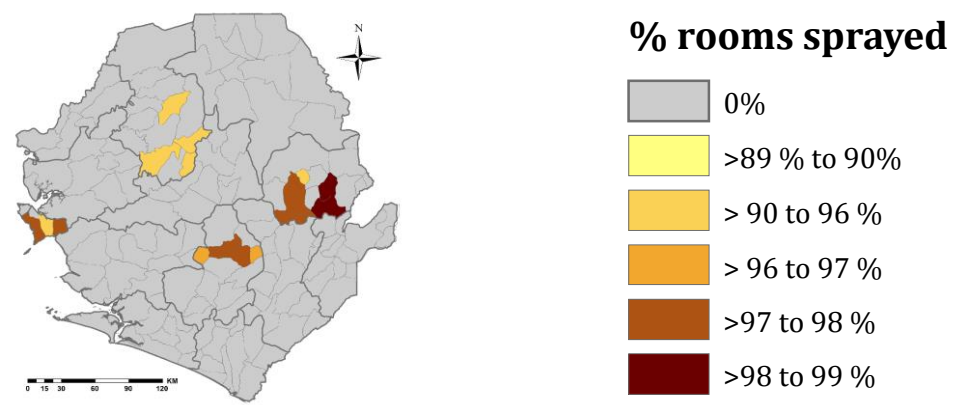 N
KM
0 15 30 60 90 120
% rooms sprayed
0%
>89 % to 90%
> 90 to 96 %
> 96 to 97 %
>97 to 98 %
>98 to 99 %